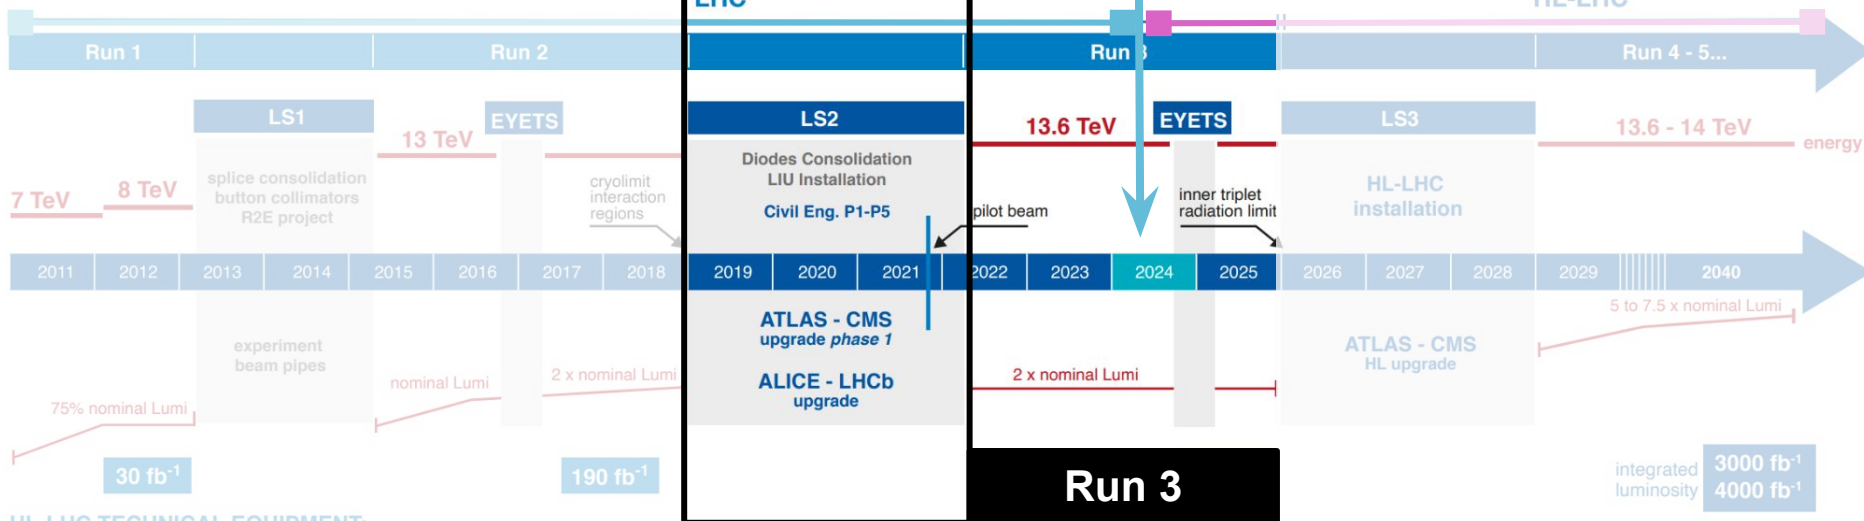 LHC
HL-LHC
Run 1
Run 2
Run 3
Run 4 - 5...
LS1
EYETS
LS2
13.6 TeV
EYETS
LS3
13.6 - 14 TeV
energy
13 TeV
7 TeV
8 TeV
splice consolidation
button collimators
R2E project
cryolimit
interaction
regions
Diodes Consolidation
LIU Installation
Civil Eng. P1-P5
pilot beam
inner triplet
radiation limit
HL-LHC
installation
2011
2012
2013
2014
2015
2016
2017
2018
2019
2020
2021
2022
2023
2024
2025
2026
2027
2028
2029
2040
5 to 7.5 x nominal Lumi
experiment
beam pipes
ATLAS - CMS
upgrade phase 1
ALICE - LHCb
upgrade
ATLAS - CMS
HL upgrade
75% nominal Lumi
nominal Lumi
2 x nominal Lumi
2 x nominal Lumi
30 fb-1
190 fb-1
Run 3
integrated
luminosity
3000 fb-1
4000 fb-1
HL-LHC TECHNICAL EQUIPMENT: